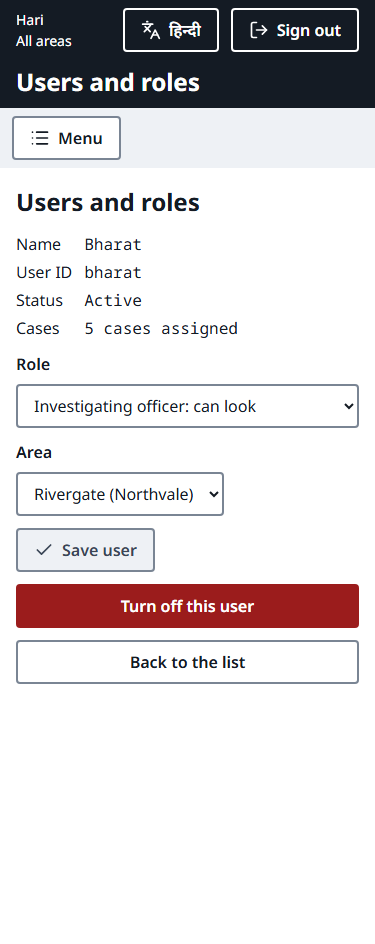 Hari
All areas
हिन्दी
Sign out
Users and roles
Menu
Users and roles
Name Bharat
User ID bharat
Status Active
Cases 5 cases assigned
Role
Investigating officer: can look
Area
Rivergate (Northvale)
Save user
Turn off this user
Back to the list